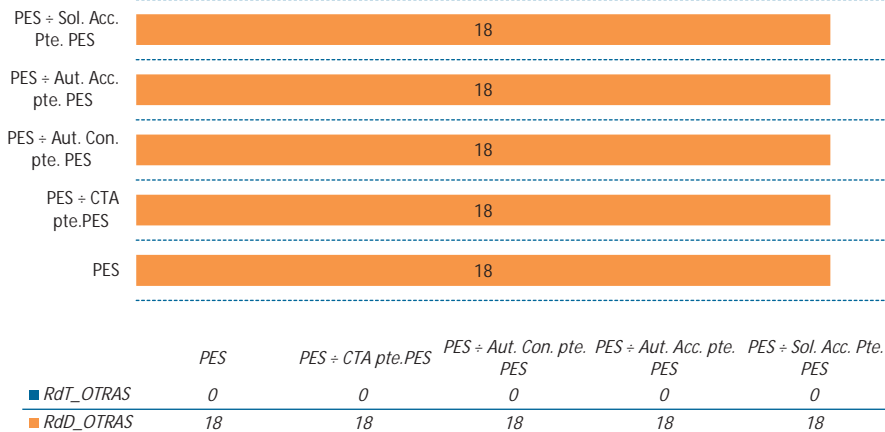 PES ÷ Sol. Acc.
Pte. PES
18
PES ÷ Aut. Acc.
pte. PES
18
PES ÷ Aut. Con.
pte. PES
18
PES ÷ CTA
pte.PES
18
PES
18
PES PES ÷ CTA pte.PES PES ÷ Aut. Con. pte. PES PES ÷ Aut. Acc. pte. PES PES ÷ Sol. Acc. Pte. PES
RdT_OTRAS 0 0 0 0 0
RdD_OTRAS 18 18 18 18 18